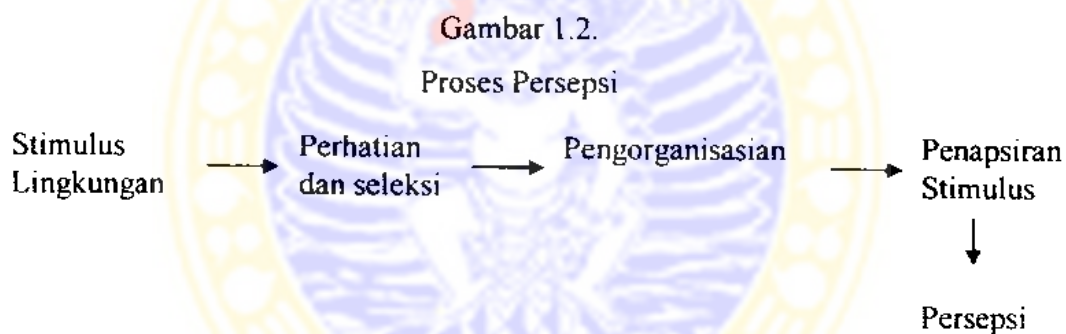 Gambar 1.2.
Proses Persepsi
Stimulus
Lingkungan
Perhatian
dan seleksi
Pengorganisasian
Penapsiran
Stimulus
Persepsi